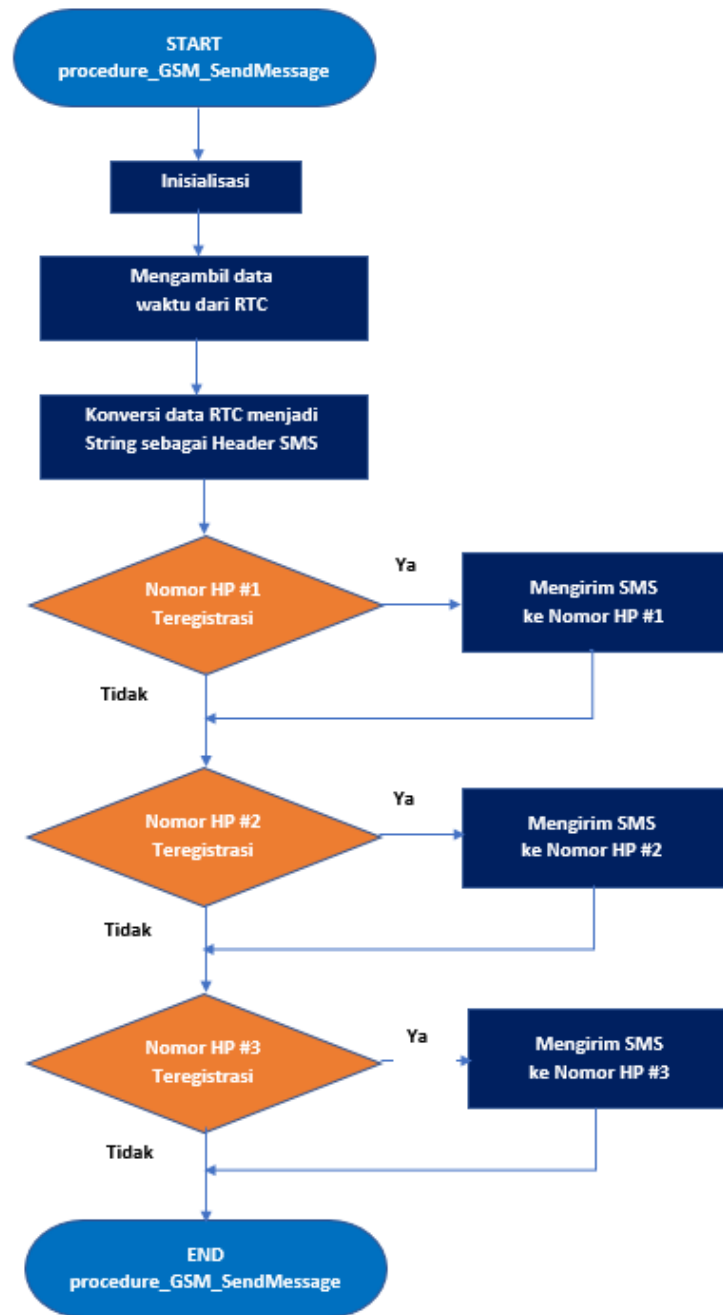 START
procedure_GSM_SendMessage
Inisialisasi
Mengambil data
waktu dari RTC
Konversi data RTC menjadi
String sebagai Header SMS
Nomor HP #1
Teregistrasi
Ya
Mengirim SMS
ke Nomor HP #1
Tidak
Nomor HP #2
Teregistrasi
Ya
Mengirim SMS
ke Nomor HP #2
Tidak
Nomor HP #3
Teregistrasi
Ya
Mengirim SMS
ke Nomor HP #3
Tidak
END
procedure_GSM_SendMessage